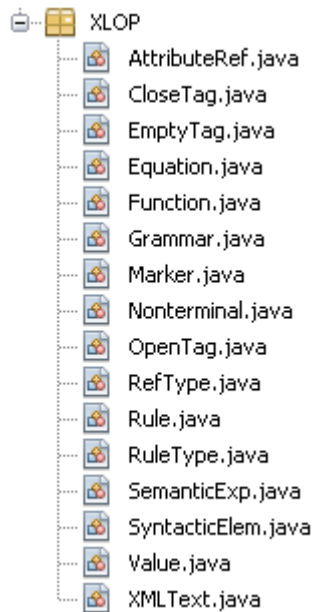 XLOP
AttributeRef.java
CloseTag.java
EmptyTag.java
Equation.java
Function.java
Grammar.java
Marker.java
Nonterminal.java
OpenTag.java
RefType.java
Rule.java
RuleType.java
SemanticExp.java
SyntacticElem.java
Value.java
XMLText.java